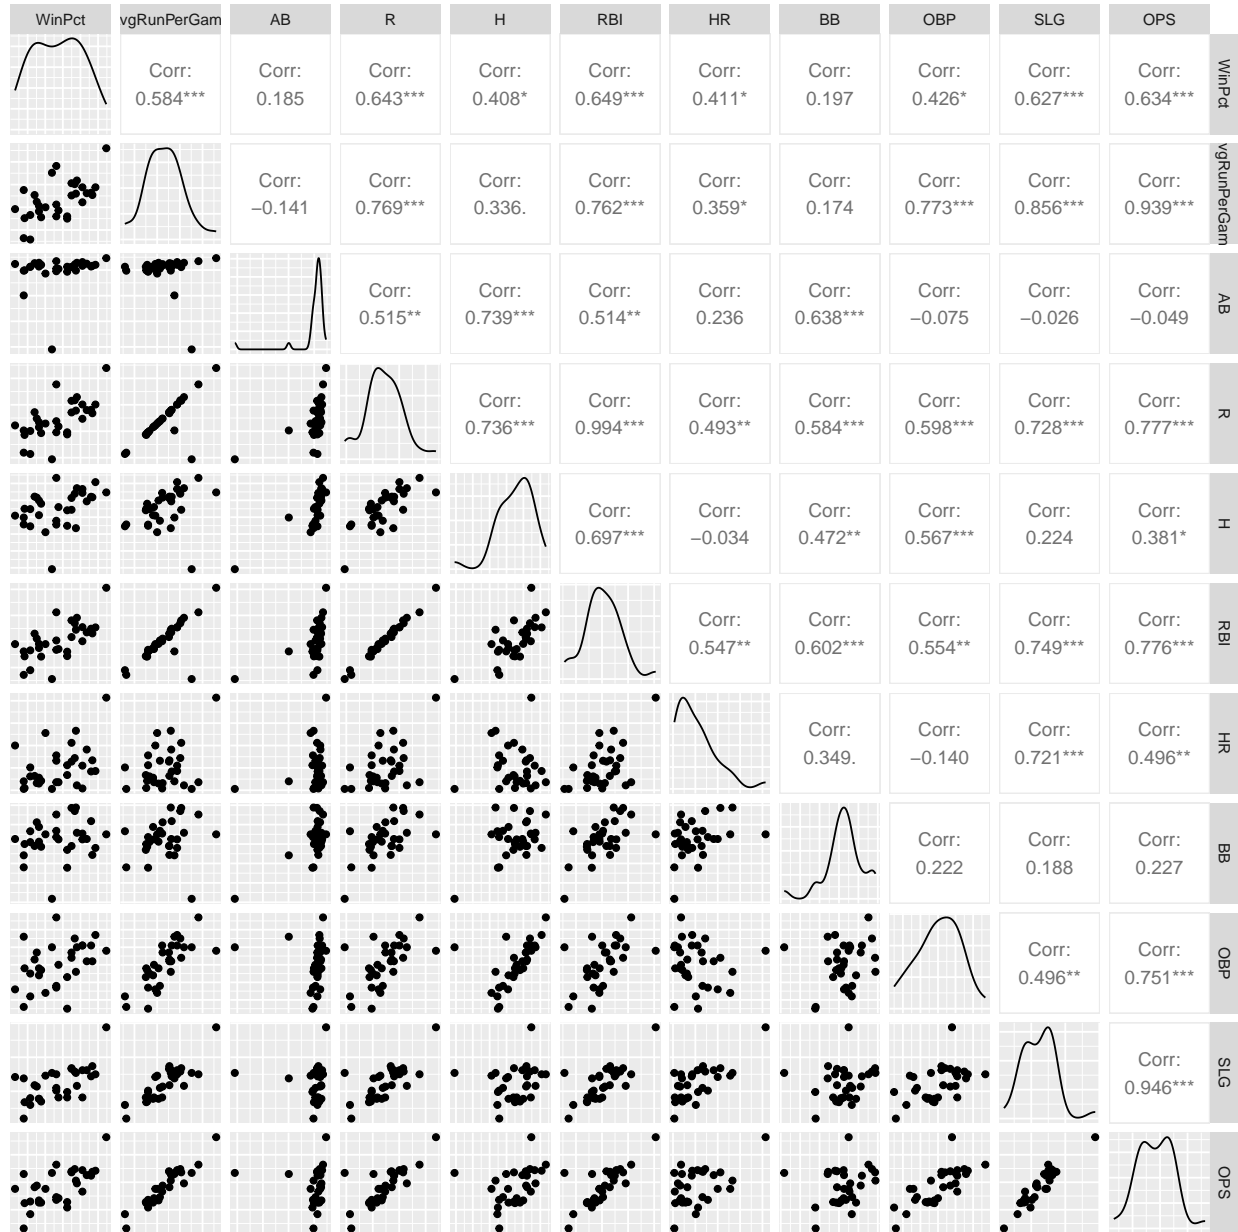 WinPct vgRunPerGam AB R H RBI HR BB OBP SLG OPS
Corr: Corr: Corr: Corr: Corr: Corr: Corr: Corr: Corr: Corr:
0.584*** 0.185 0.643*** 0.408* 0.649*** 0.411* 0.197 0.426* 0.627*** 0.634***
WinPct
Corr: Corr: Corr: Corr: Corr: Corr: Corr: Corr: Corr:
−0.141 0.769*** 0.336. 0.762*** 0.359* 0.174 0.773*** 0.856*** 0.939***
vgRunPerGam
Corr: Corr: Corr: Corr: Corr: Corr: Corr: Corr:
0.515** 0.739*** 0.514** 0.236 0.638*** −0.075 −0.026 −0.049
AB
Corr: Corr: Corr: Corr: Corr: Corr: Corr:
0.736*** 0.994*** 0.493** 0.584*** 0.598*** 0.728*** 0.777***
R
Corr: Corr: Corr: Corr: Corr: Corr:
0.697*** −0.034 0.472** 0.567*** 0.224 0.381*
H
Corr: Corr: Corr: Corr: Corr:
0.547** 0.602*** 0.554** 0.749*** 0.776***
RBI
Corr: Corr: Corr: Corr:
0.349. −0.140 0.721*** 0.496**
HR
Corr: Corr: Corr:
0.222 0.188 0.227
BB
Corr: Corr:
0.496** 0.751***
OBP
Corr:
0.946***
SLG
OPS